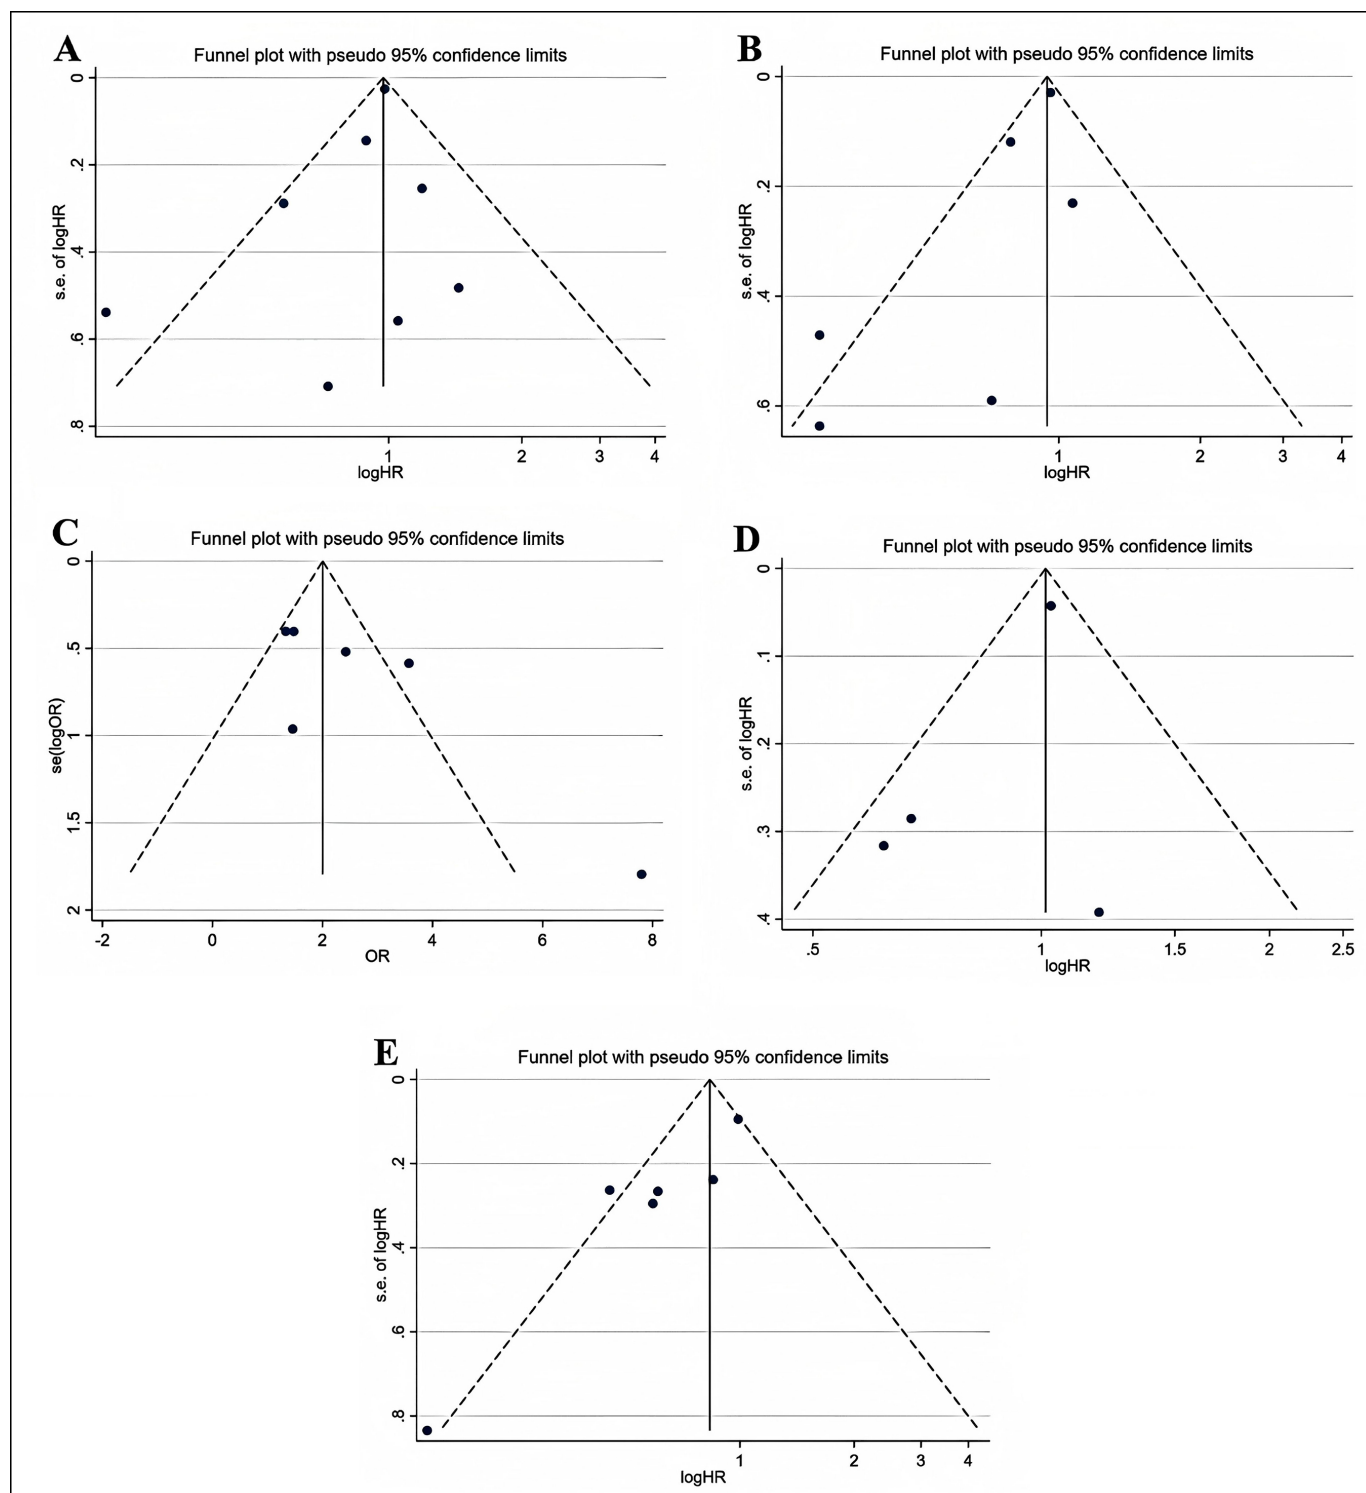 A
Funnel plot with pseudo 95% confidence limits
0
.2
.4
.6
.8
s.e. of logHR
1 2 3 4
logHR
B
Funnel plot with pseudo 95% confidence limits
0
.2
.4
.6
s.e. of logHR
1 2 3 4
logHR
C
Funnel plot with pseudo 95% confidence limits
0
.5
1
1.5
2
se(logOR)
-2 0 2 4 6 8
OR
D
Funnel plot with pseudo 95% confidence limits
0
.1
.2
.3
.4
s.e. of logHR
.5 1 1.5 2 2.5
logHR
E
Funnel plot with pseudo 95% confidence limits
0
.2
.4
.6
.8
s.e. of logHR
1 2 3 4
logHR